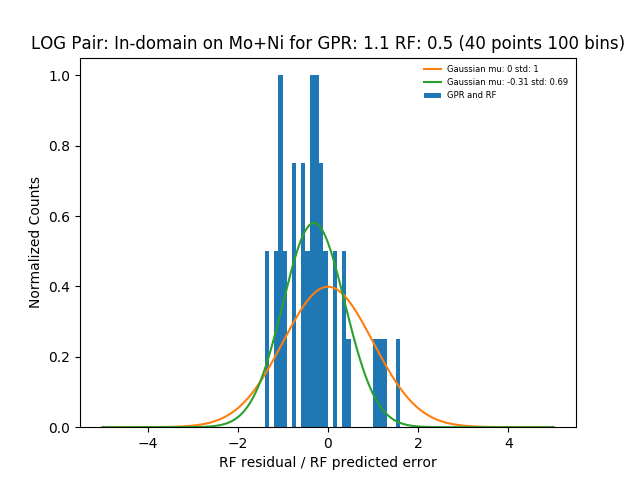 LOG Pair: In-domain on Mo+Ni for GPR: 1.1 RF: 0.5 (40 points 100 bins)
Gaussian mu: 0 std: 1
Gaussian mu: -0.31 std: 0.69
GPR and RF
1.0
0.8
0.6
0.4
0.2
0.0
Normalized Counts
−4 −2 0 2 4
RF residual / RF predicted error